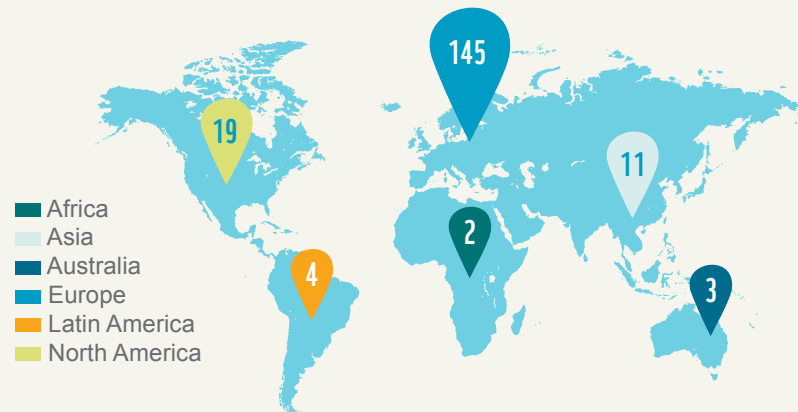 145
19
11
2
4
3
Africa
Asia
Australia
Europe
Latin America
North America